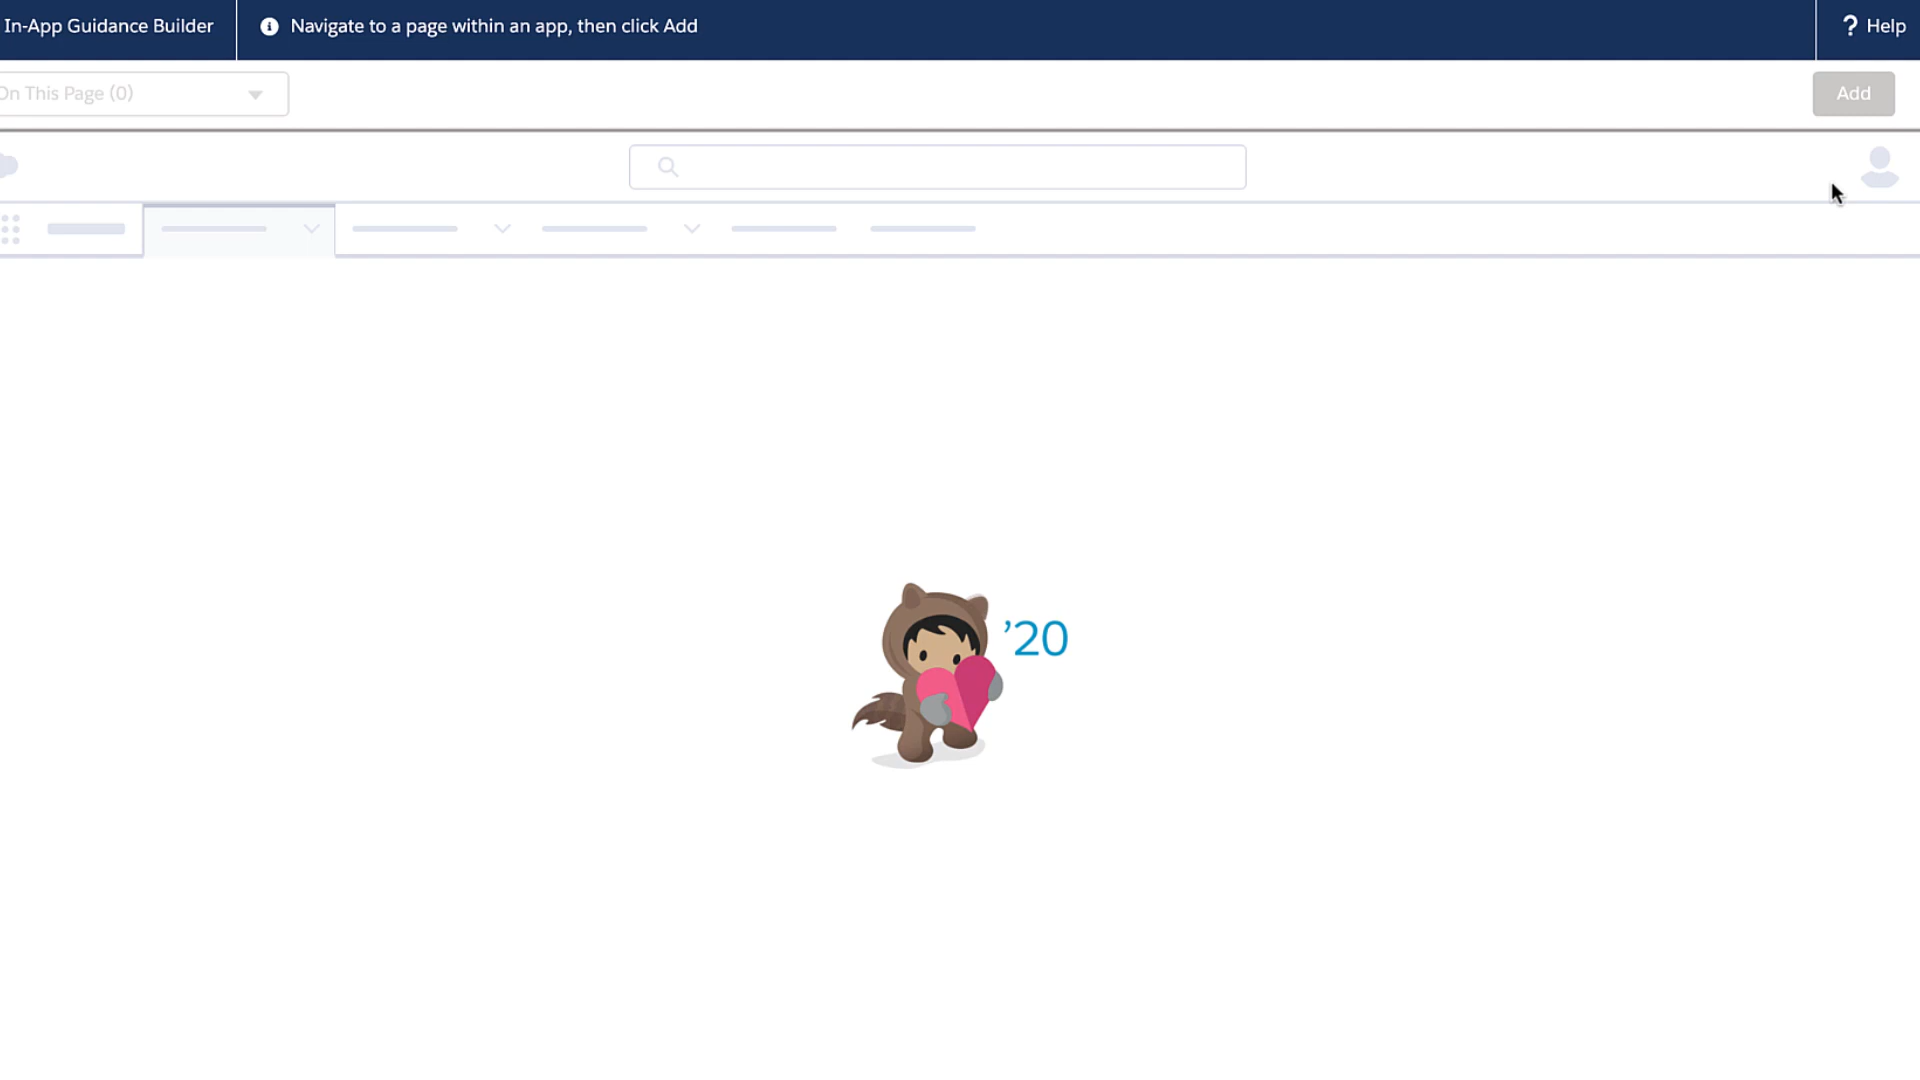 In-App Guidance Builder
Navigate to a page within an app, then click Add
? Help
On This Page (0)
Add
’20